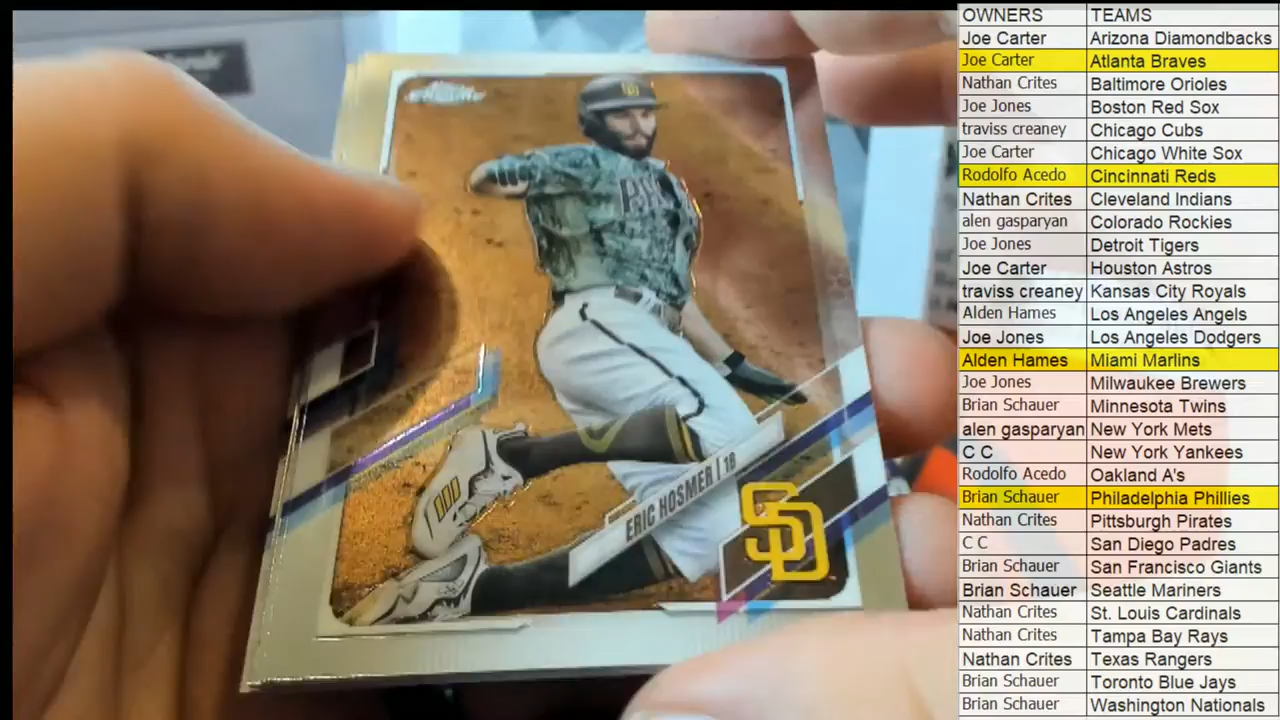 CHROME
PADRES
ERIC HOSMER | 1B
SD
OWNERS TEAMS
Joe Carter Arizona Diamondbacks
Joe Carter Atlanta Braves
Nathan Crites Baltimore Orioles
Joe Jones Boston Red Sox
traviss creaney Chicago Cubs
Joe Carter Chicago White Sox
Rodolfo Acedo Cincinnati Reds
Nathan Crites Cleveland Indians
alen gasparyan Colorado Rockies
Joe Jones Detroit Tigers
Joe Carter Houston Astros
traviss creaney Kansas City Royals
Alden Hames Los Angeles Angels
Joe Jones Los Angeles Dodgers
Alden Hames Miami Marlins
Joe Jones Milwaukee Brewers
Brian Schauer Minnesota Twins
alen gasparyan New York Mets
C C New York Yankees
Rodolfo Acedo Oakland A's
Brian Schauer Philadelphia Phillies
Nathan Crites Pittsburgh Pirates
C C San Diego Padres
Brian Schauer San Francisco Giants
Brian Schauer Seattle Mariners
Nathan Crites St. Louis Cardinals
Nathan Crites Tampa Bay Rays
Nathan Crites Texas Rangers
Brian Schauer Toronto Blue Jays
Brian Schauer Washington Nationals